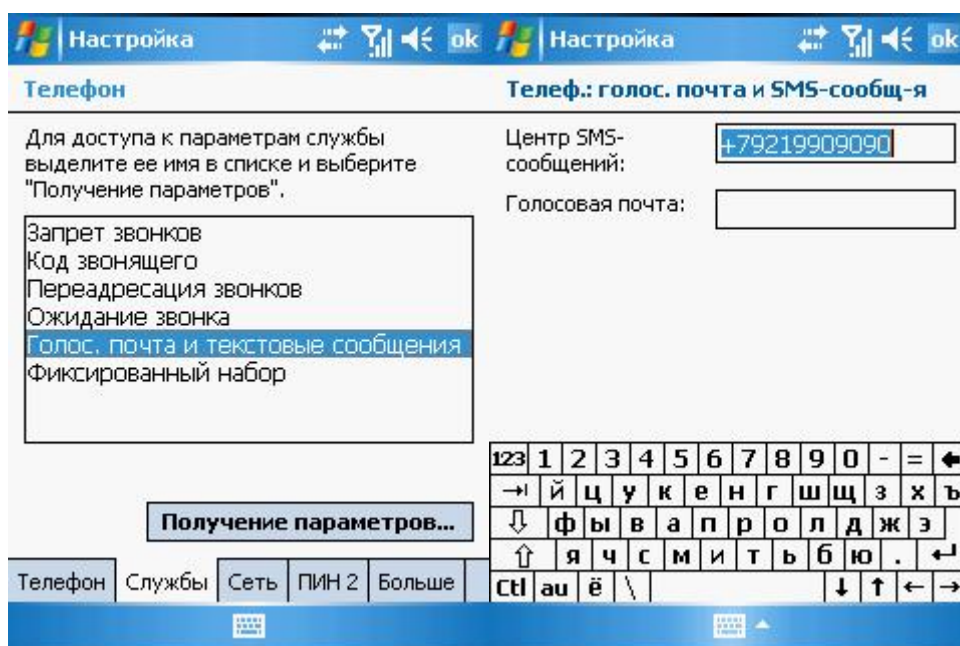 Настройка
ok
Телефон
Для доступа к параметрам службы
выделите ее имя в списке и выберите
"Получение параметров".
Запрет звонков
Код звонящего
Переадресация звонков
Ожидание звонка
Голос. почта и текстовые сообщения
Фиксированный набор
Получение параметров...
Телефон Службы Сеть ПИН 2 Больше
Настройка
ok
Телеф.: голос. почта и SMS-сообщ-я
Центр SMS-
сообщений:
+79219909090
Голосовая почта:
123 1 2 3 4 5 6 7 8 9 0 - =
й ц у к е н г ш щ з х ъ
ф ы в а п р о л д ж э
я ч с м и т ь б ю .
Ctl аu ё \